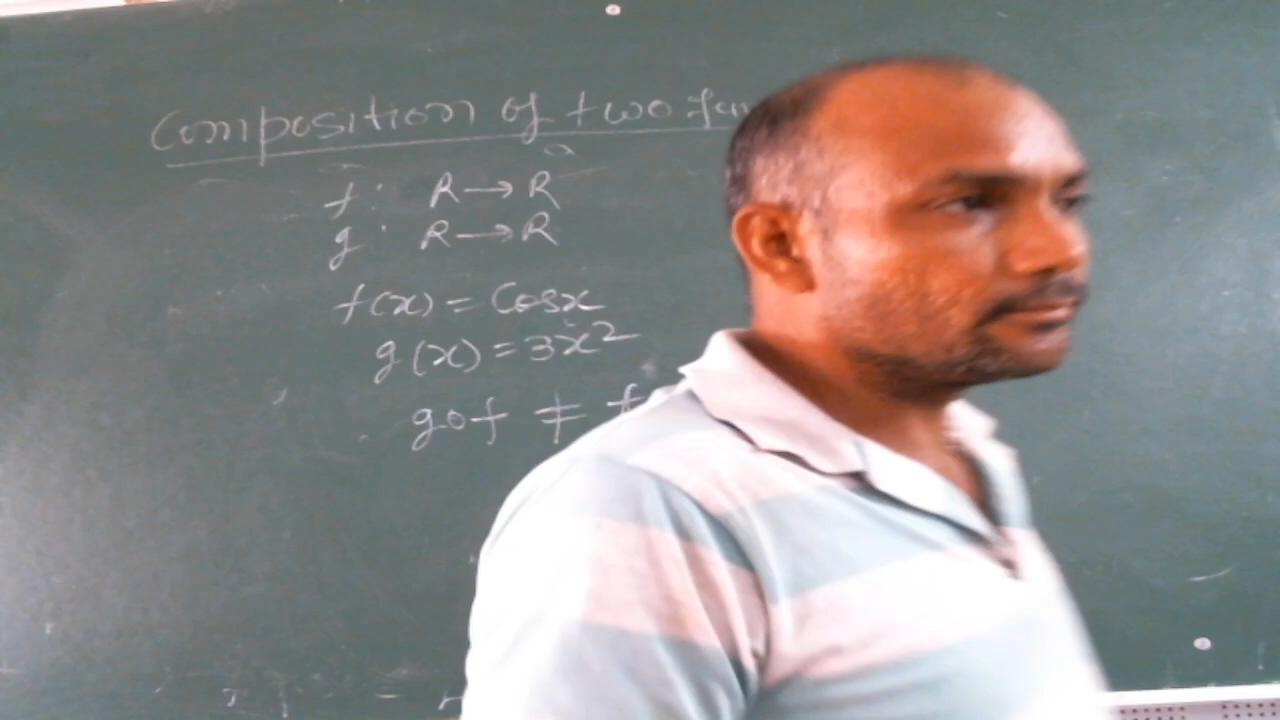 Composition of two
f: R→R
g: R→R
f(x) = Cosx
g(x) = 3x²
gof ≠ f